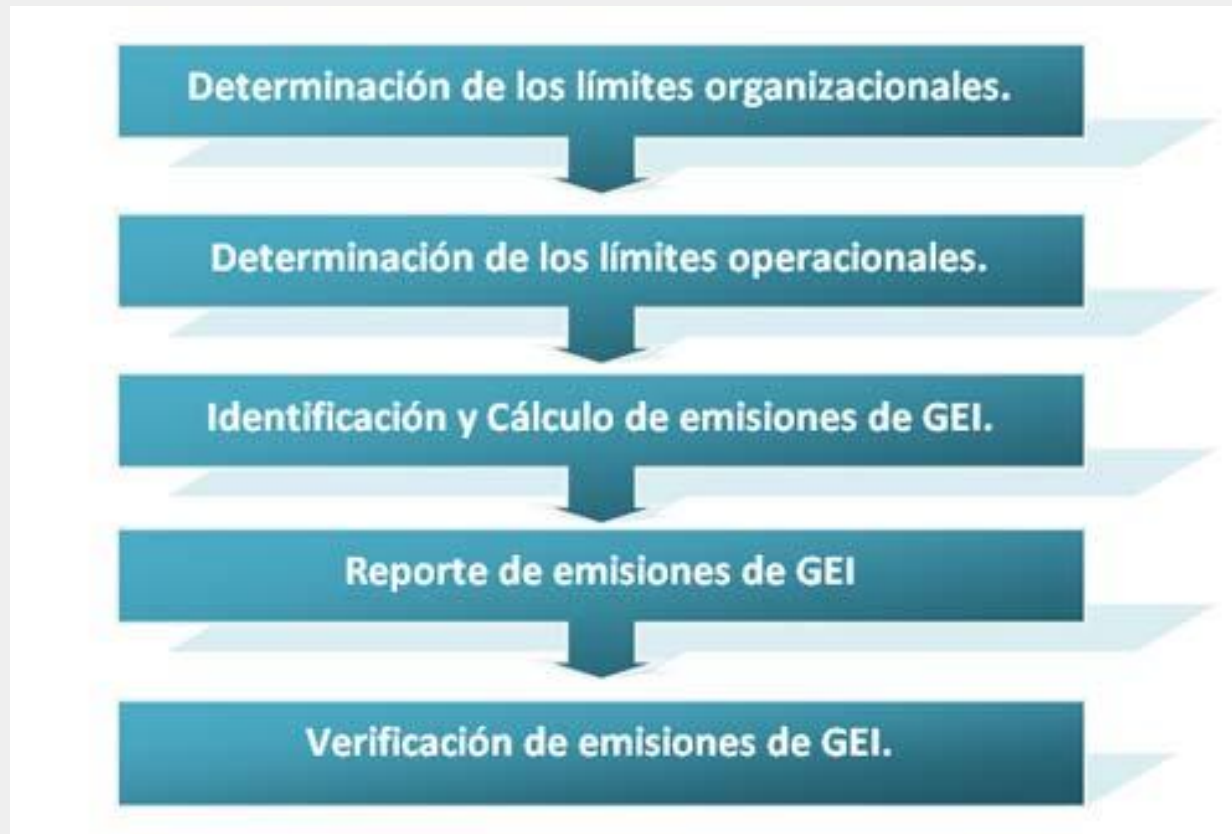 Determinación de los límites organizacionales.
Determinación de los límites operacionales.
Identificación y Cálculo de emisiones de GEI.
Reporte de emisiones de GEI
Verificación de emisiones de GEI.